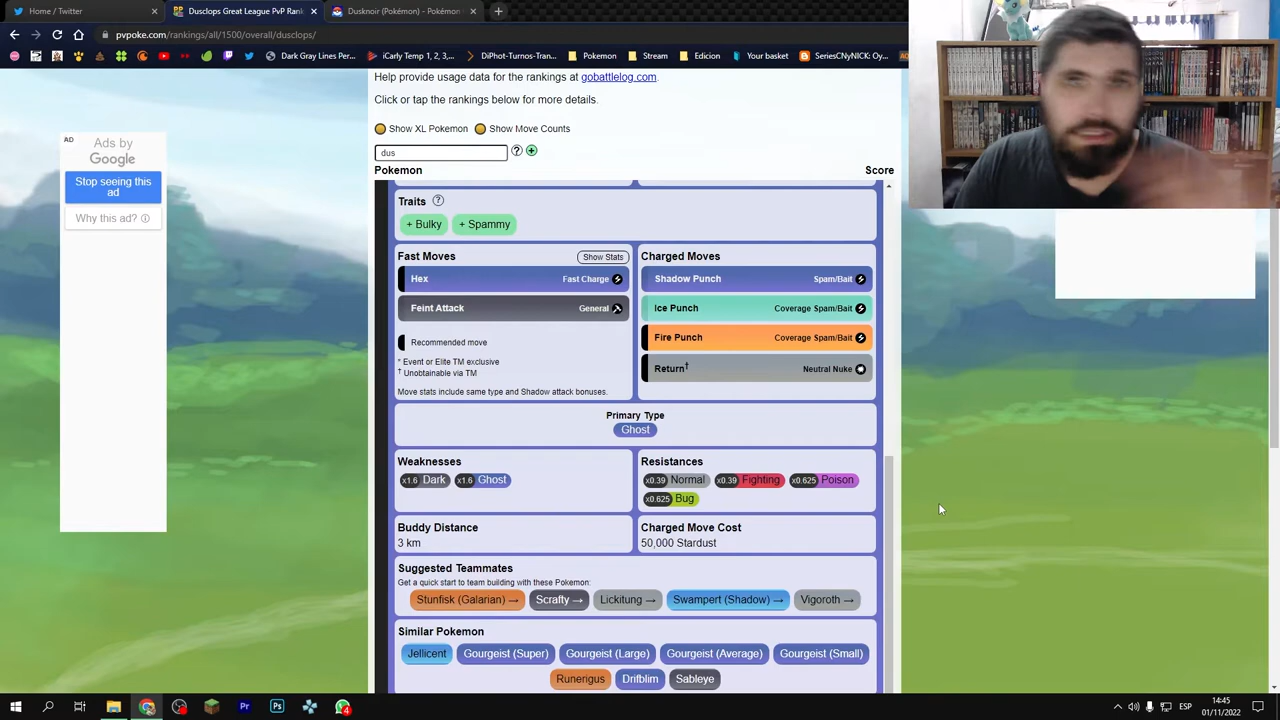 Home / Twitter
Dusclops Great League PvP Rank
Dusknoir (Pokémon) - Pokémon
pvpoke.com/rankings/all/1500/overall/dusclops/
Dark Gray Lines Per...
iCarly Temp 1, 2, 3,...
DiPhot-Turnos-Tran...
Pokemon
Stream
Edicion
Your basket
SeriesCNyNICK: Oy...
Help provide usage data for the rankings at gobattlelog.com.
Click or tap the rankings below for more details.
Show XL Pokemon
Show Move Counts
dus
?
+
Pokemon
Score
AD
Ads by
Google
Stop seeing this
ad
Why this ad?
Traits ?
+ Bulky
+ Spammy
Fast Moves
Show Stats
Hex
Fast Charge
Feint Attack
General
Recommended move
* Event or Elite TM exclusive
† Unobtainable via TM
Move stats include same type and Shadow attack bonuses.
Charged Moves
Shadow Punch
Spam/Bait
Ice Punch
Coverage Spam/Bait
Fire Punch
Coverage Spam/Bait
Return†
Neutral Nuke
Primary Type
Ghost
Weaknesses
x1.6 Dark
x1.6 Ghost
Resistances
x0.39 Normal
x0.39 Fighting
x0.625 Poison
x0.625 Bug
Buddy Distance
3 km
Charged Move Cost
50,000 Stardust
Suggested Teammates
Get a quick start to team building with these Pokemon:
Stunfisk (Galarian) →
Scrafty →
Lickitung →
Swampert (Shadow) →
Vigoroth →
Similar Pokemon
Jellicent
Gourgeist (Super)
Gourgeist (Large)
Gourgeist (Average)
Gourgeist (Small)
Runerigus
Drifblim
Sableye
Pr
Ps
4
ESP
14:45
01/11/2022